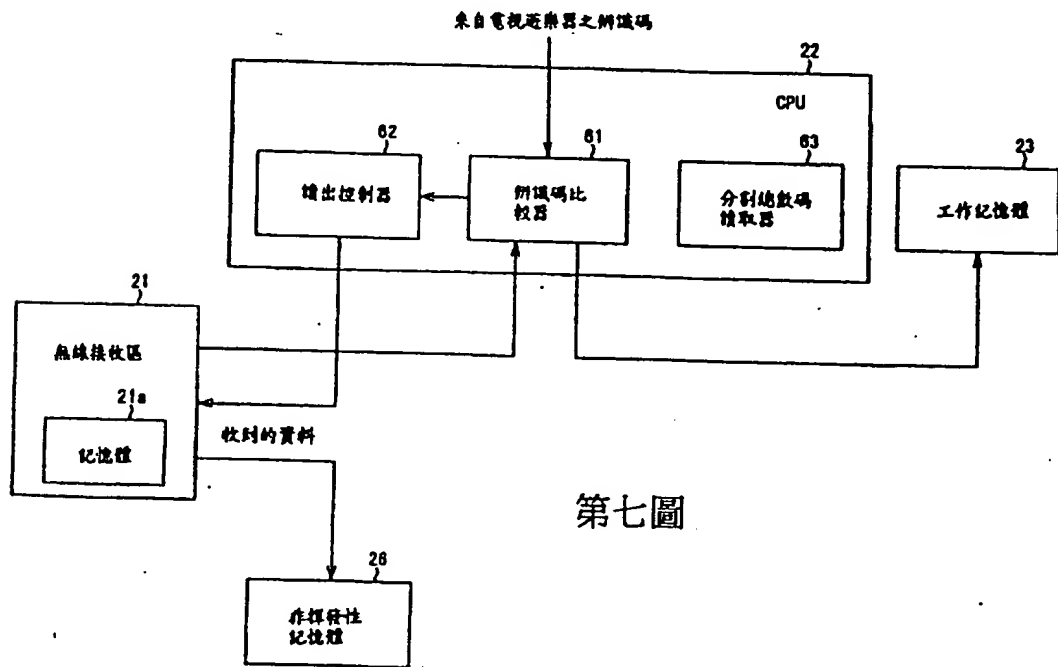 來自電視遊樂器之辨識碼
22
CPU
62
讀出控制器
61
辨識碼比
較器
63
分割總數碼
讀取器
23
工作記憶體
21
無線接收區
21a
記憶體
收到的資料
第七圖
26
非揮發性
記憶體